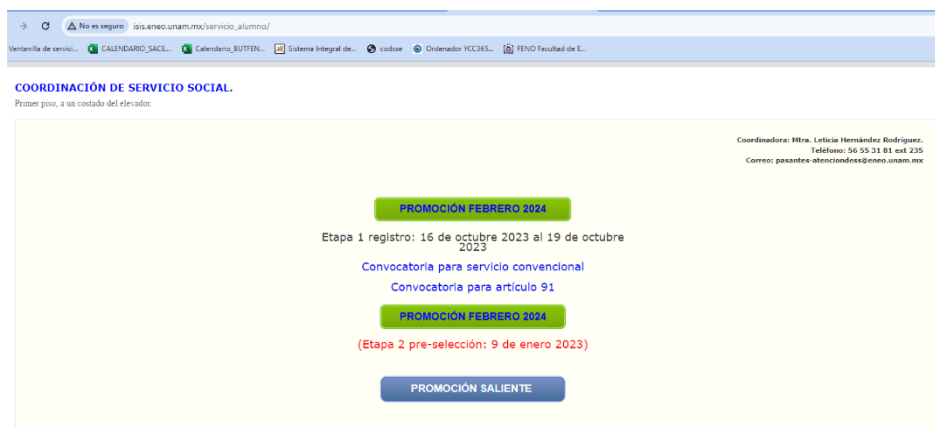 No es seguro isis.eneo.unam.mx/servicio_alumno/
Ventanilla de servici... CALENDARIO_SACE... Calendario_BUTFEN... Sistema Integral de... codsse Ordenador YCC365... FENO Facultad de E...
COORDINACIÓN DE SERVICIO SOCIAL.
Primer piso, a un costado del elevador.
Coordinadora: Mtra. Leticia Hernández Rodríguez.
Teléfono: 56 55 31 81 ext 235
Correo: pasantes-atenciondess@eneo.unam.mx
PROMOCIÓN FEBRERO 2024
Etapa 1 registro: 16 de octubre 2023 al 19 de octubre
2023
Convocatoria para servicio convencional
Convocatoria para artículo 91
PROMOCIÓN FEBRERO 2024
(Etapa 2 pre-selección: 9 de enero 2023)
PROMOCIÓN SALIENTE